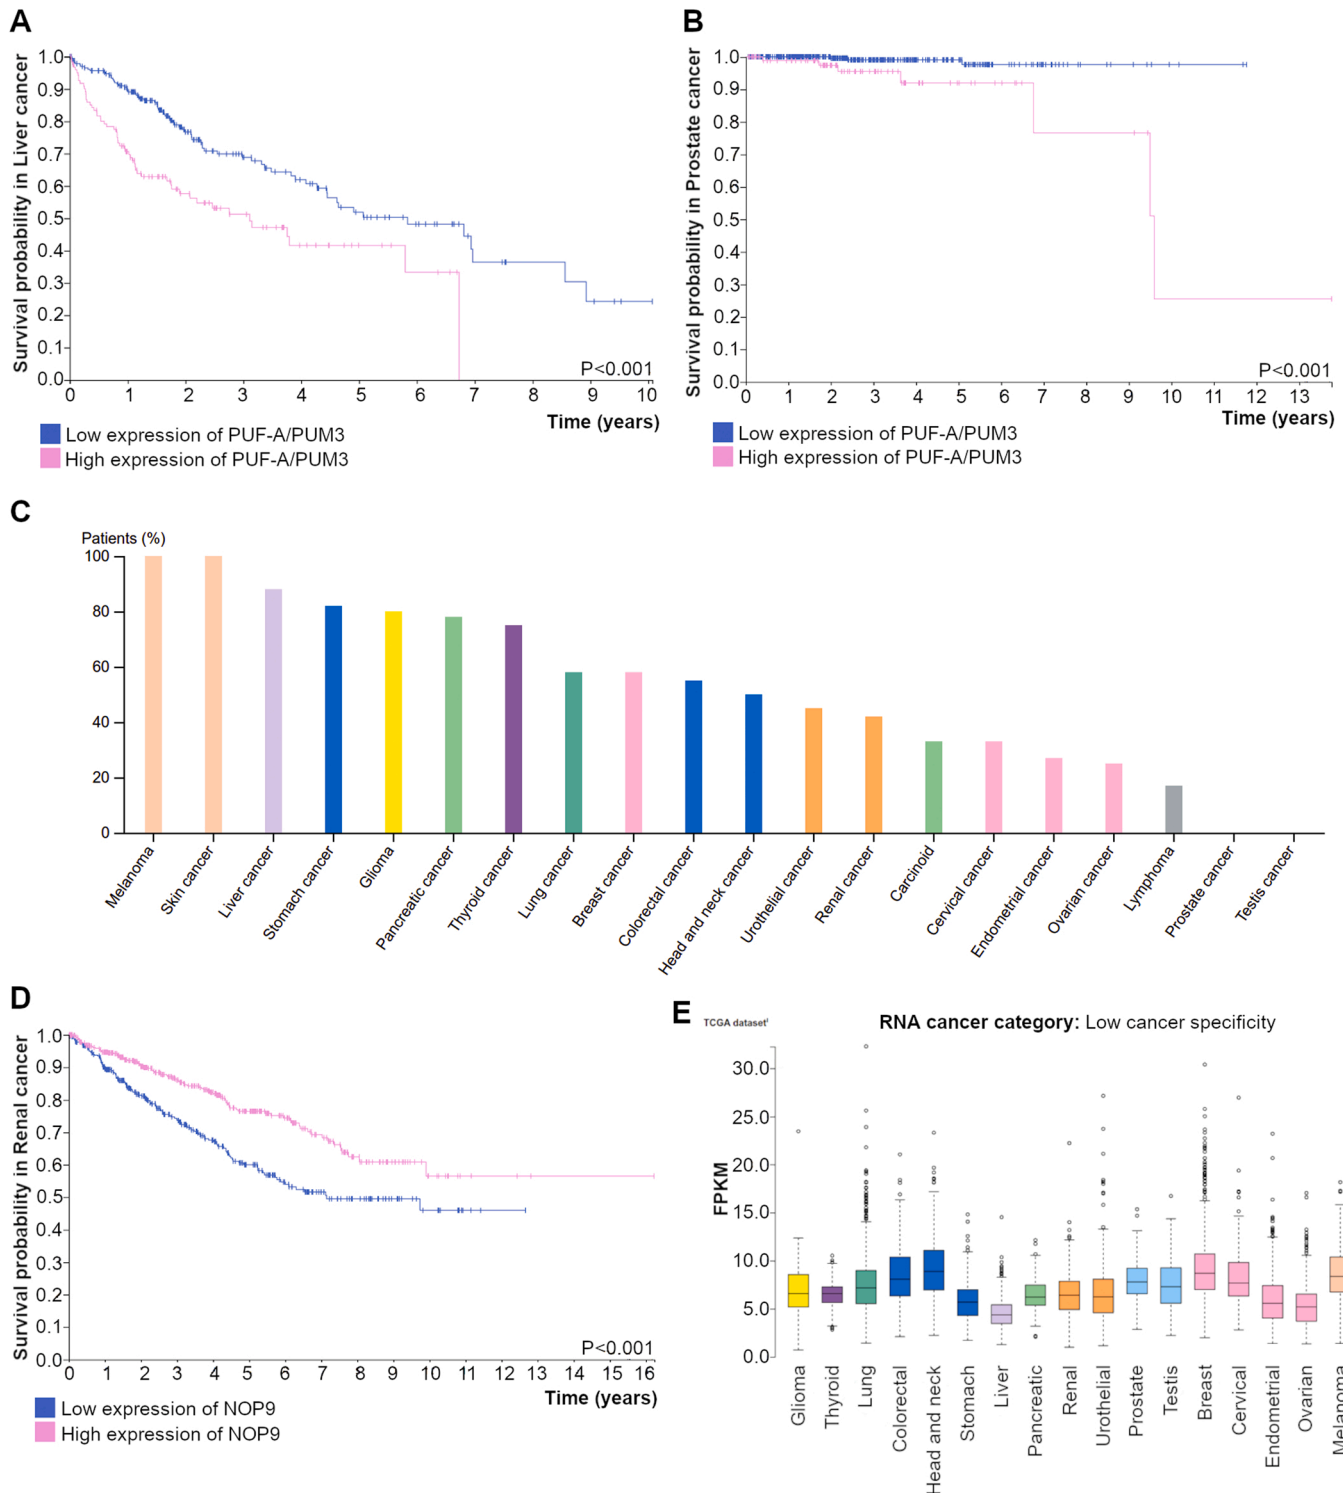 A
Survival probability in Liver cancer
1.0
0.9
0.8
0.7
0.6
0.5
0.4
0.3
0.2
0.1
0.0
0 1 2 3 4 5 6 7 8 9 10
P<0.001
Time (years)
Low expression of PUF-A/PUM3
High expression of PUF-A/PUM3
B
Survival probability in Prostate cancer
1.0
0.9
0.8
0.7
0.6
0.5
0.4
0.3
0.2
0.1
0.0
0 1 2 3 4 5 6 7 8 9 10 11 12 13
P<0.001
Time (years)
Low expression of PUF-A/PUM3
High expression of PUF-A/PUM3
C
Patients (%)
100
80
60
40
20
0
Melanoma
Skin cancer
Liver cancer
Stomach cancer
Glioma
Pancreatic cancer
Thyroid cancer
Lung cancer
Breast cancer
Colorectal cancer
Head and neck cancer
Urothelial cancer
Renal cancer
Carcinoid
Cervical cancer
Endometrial cancer
Ovarian cancer
Lymphoma
Prostate cancer
Testis cancer
D
Survival probability in Renal cancer
1.0
0.9
0.8
0.7
0.6
0.5
0.4
0.3
0.2
0.1
0.0
0 1 2 3 4 5 6 7 8 9 10 11 12 13 14 15 16
P<0.001
Time (years)
Low expression of NOP9
High expression of NOP9
E
TCGA datasetⁱ
RNA cancer category: Low cancer specificity
FPKM
30.0
25.0
20.0
15.0
10.0
5.0
0.0
Glioma
Thyroid
Lung
Colorectal
Head and neck
Stomach
Liver
Pancreatic
Renal
Urothelial
Prostate
Testis
Breast
Cervical
Endometrial
Ovarian
Melanoma